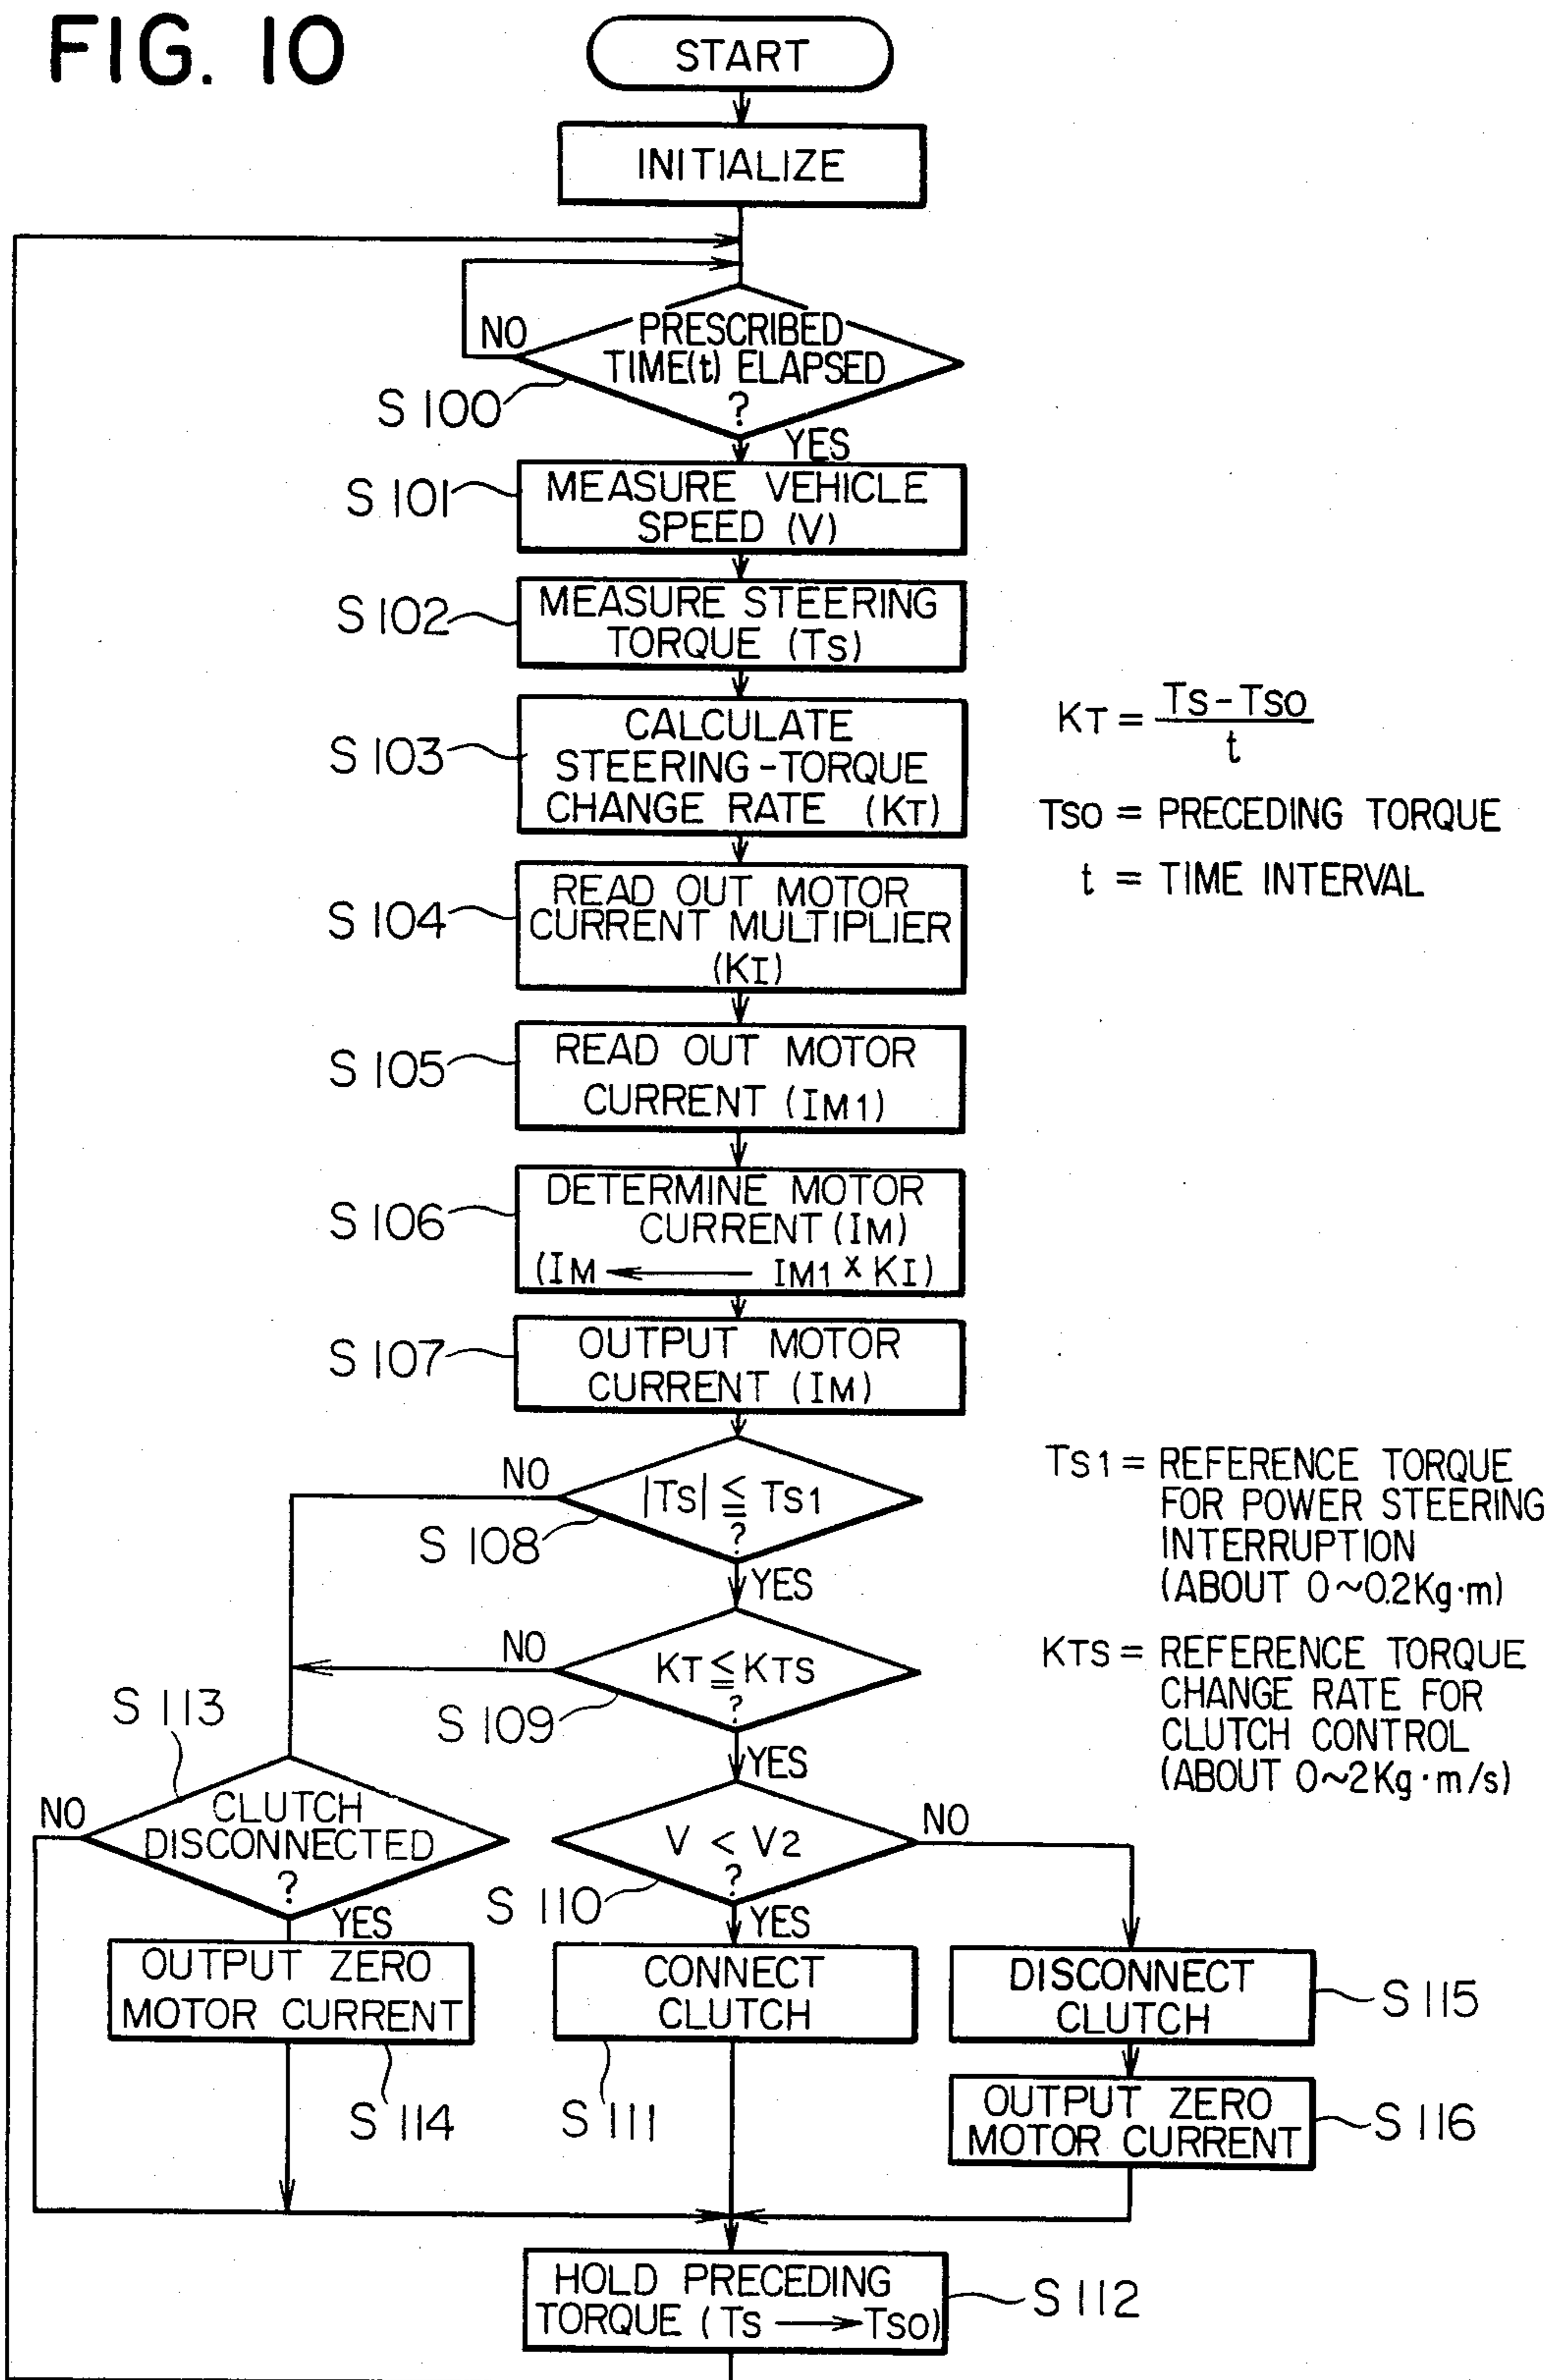 FIG. 10
START
INITIALIZE
NO
PRESCRIBED
TIME(t) ELAPSED
?
S 100
YES
S 101
MEASURE VEHICLE
SPEED (V)
S 102
MEASURE STEERING
TORQUE (TS)
S 103
CALCULATE
STEERING-TORQUE
CHANGE RATE (KT)
KT = TS-TSO / t
TSO = PRECEDING TORQUE
t = TIME INTERVAL
S 104
READ OUT MOTOR
CURRENT MULTIPLIER
(KI)
S 105
READ OUT MOTOR
CURRENT (IM1)
S 106
DETERMINE MOTOR
CURRENT (IM)
(IM ← IM1 x KI)
S 107
OUTPUT MOTOR
CURRENT (IM)
NO
|TS| ≦ TS1
?
S 108
YES
TS1 = REFERENCE TORQUE
FOR POWER STEERING
INTERRUPTION
(ABOUT 0~0.2Kg·m)
NO
KT ≦ KTS
?
S 109
YES
KTS = REFERENCE TORQUE
CHANGE RATE FOR
CLUTCH CONTROL
(ABOUT 0~2Kg·m/s)
S 113
NO
CLUTCH
DISCONNECTED
?
YES
V < V2
?
NO
S 110
YES
OUTPUT ZERO
MOTOR CURRENT
S 114
CONNECT
CLUTCH
S 111
DISCONNECT
CLUTCH
S 115
OUTPUT ZERO
MOTOR CURRENT
S 116
HOLD PRECEDING
TORQUE (TS → TSO)
S 112